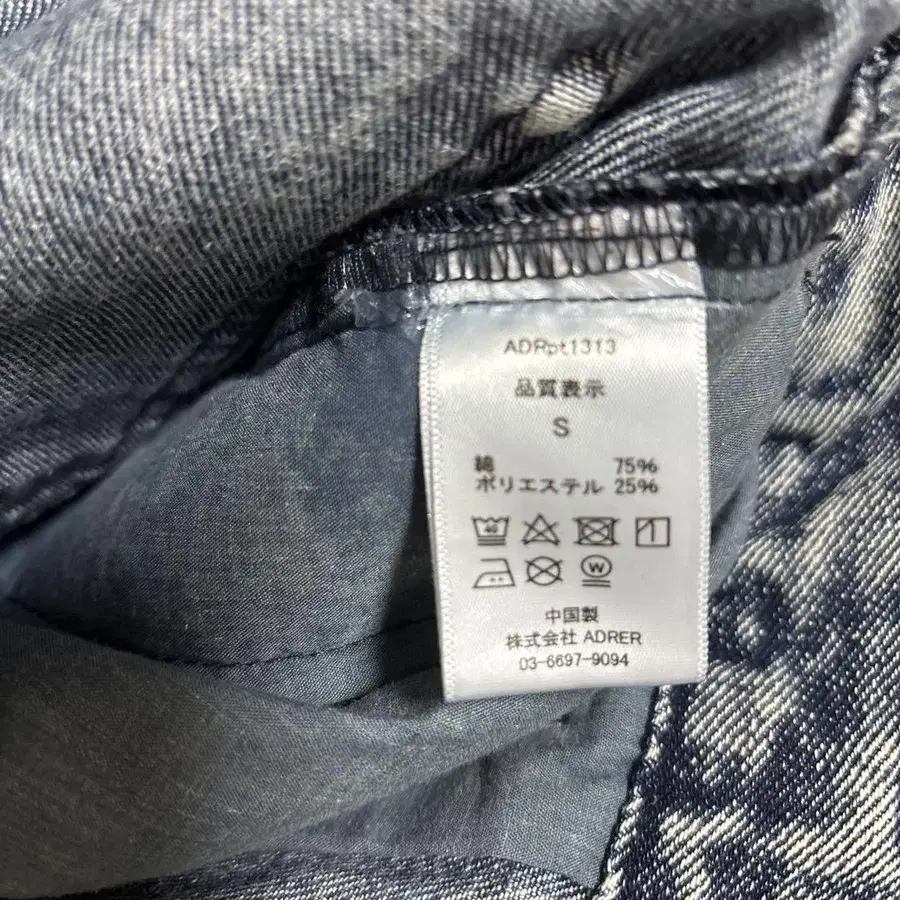 ADRpt1313
品質表示
S
綿 75%
ポリエステル 25%
40
W
中国製
株式会社 ADRER
03-6697-9094